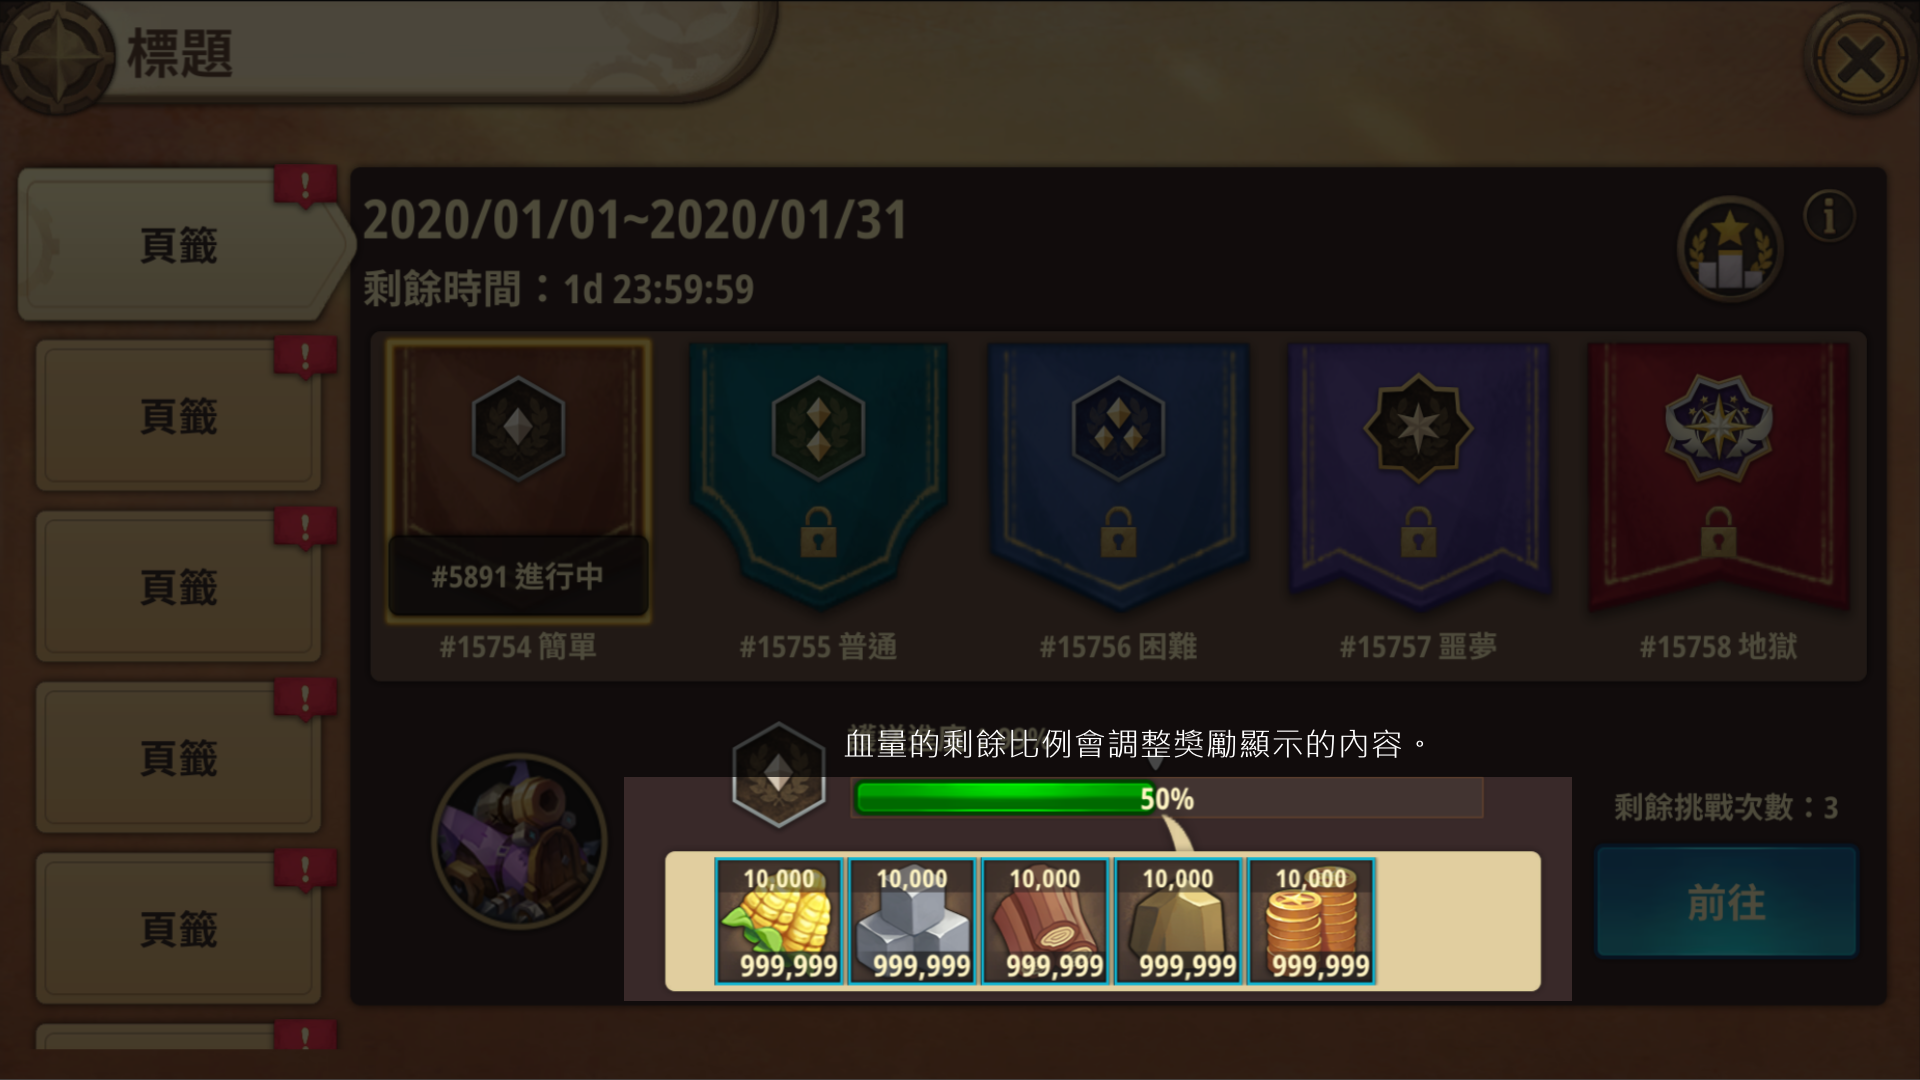 標題
頁籤
頁籤
頁籤
頁籤
頁籤
2020/01/01~2020/01/31
剩餘時間：1d 23:59:59
#5891 進行中
#15754 簡單
#15755 普通
#15756 困難
#15757 噩夢
#15758 地獄
血量的剩餘比例會調整獎勵顯示的內容。
50%
10,000 10,000 10,000 10,000 10,000
999,999 999,999 999,999 999,999 999,999
剩餘挑戰次數：3
前往